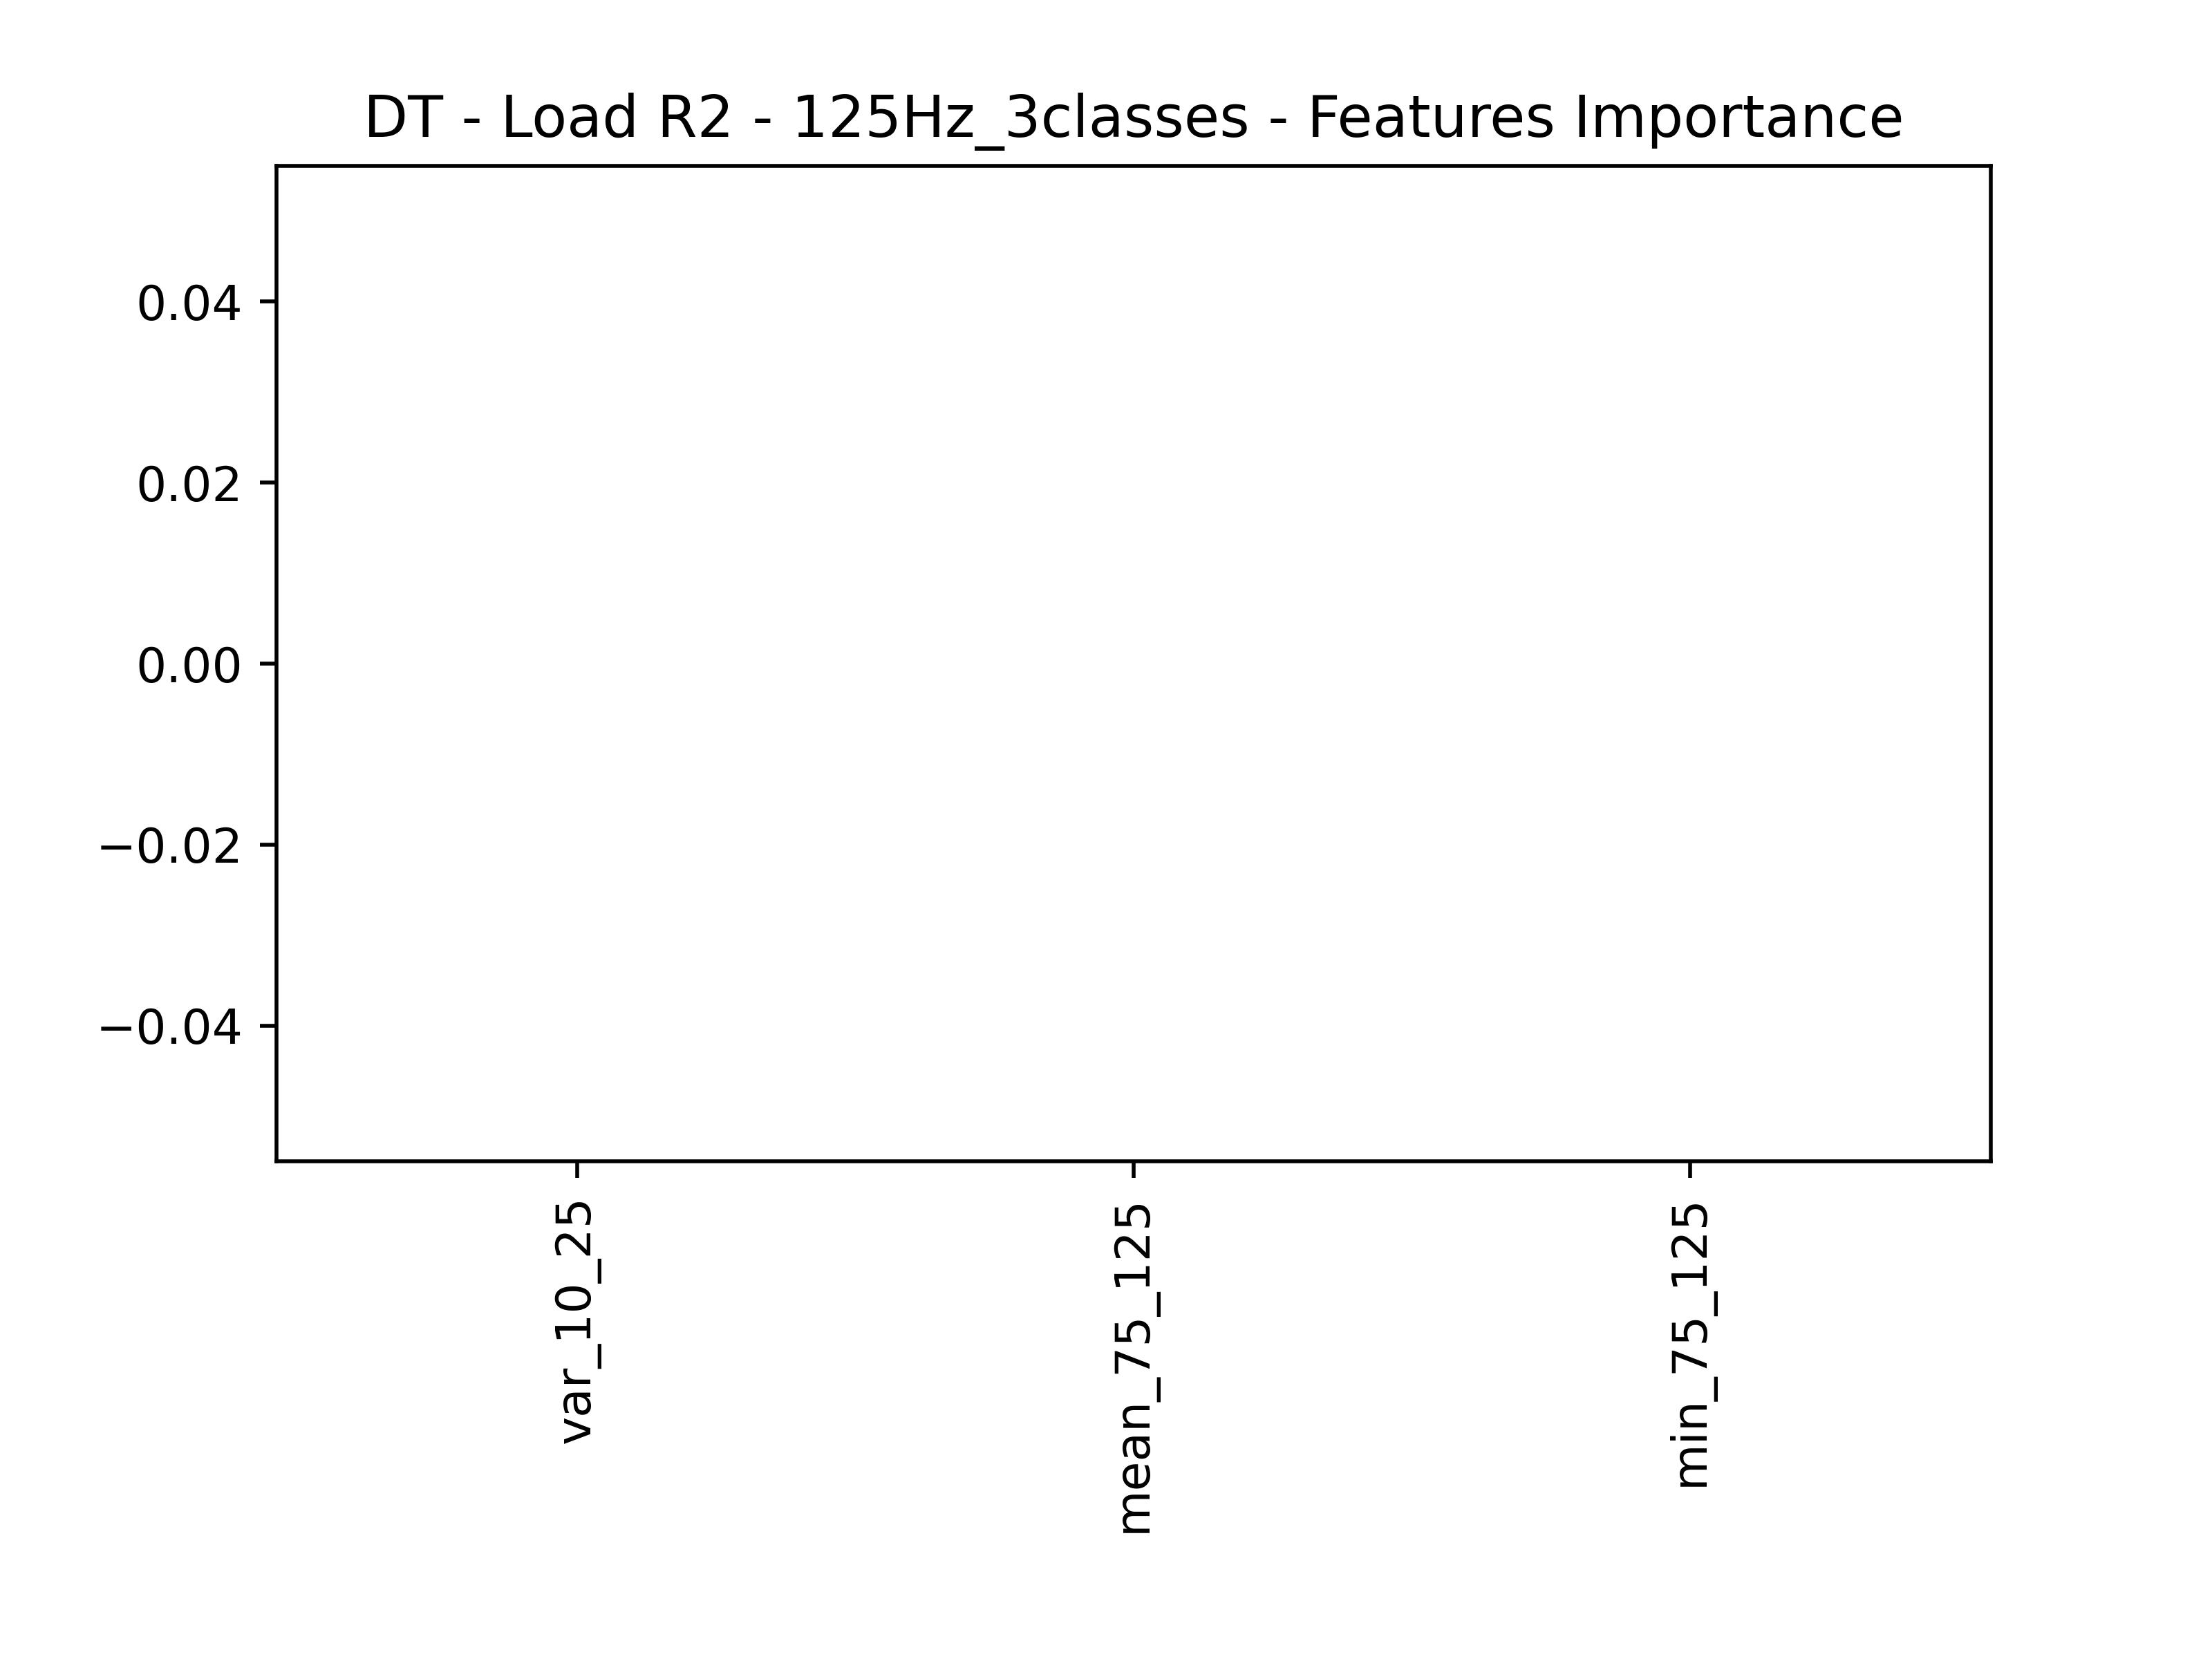 DT - Load R2 - 125Hz_3classes - Features Importance
0.04
0.02
0.00
−0.02
−0.04
var_10_25
mean_75_125
min_75_125